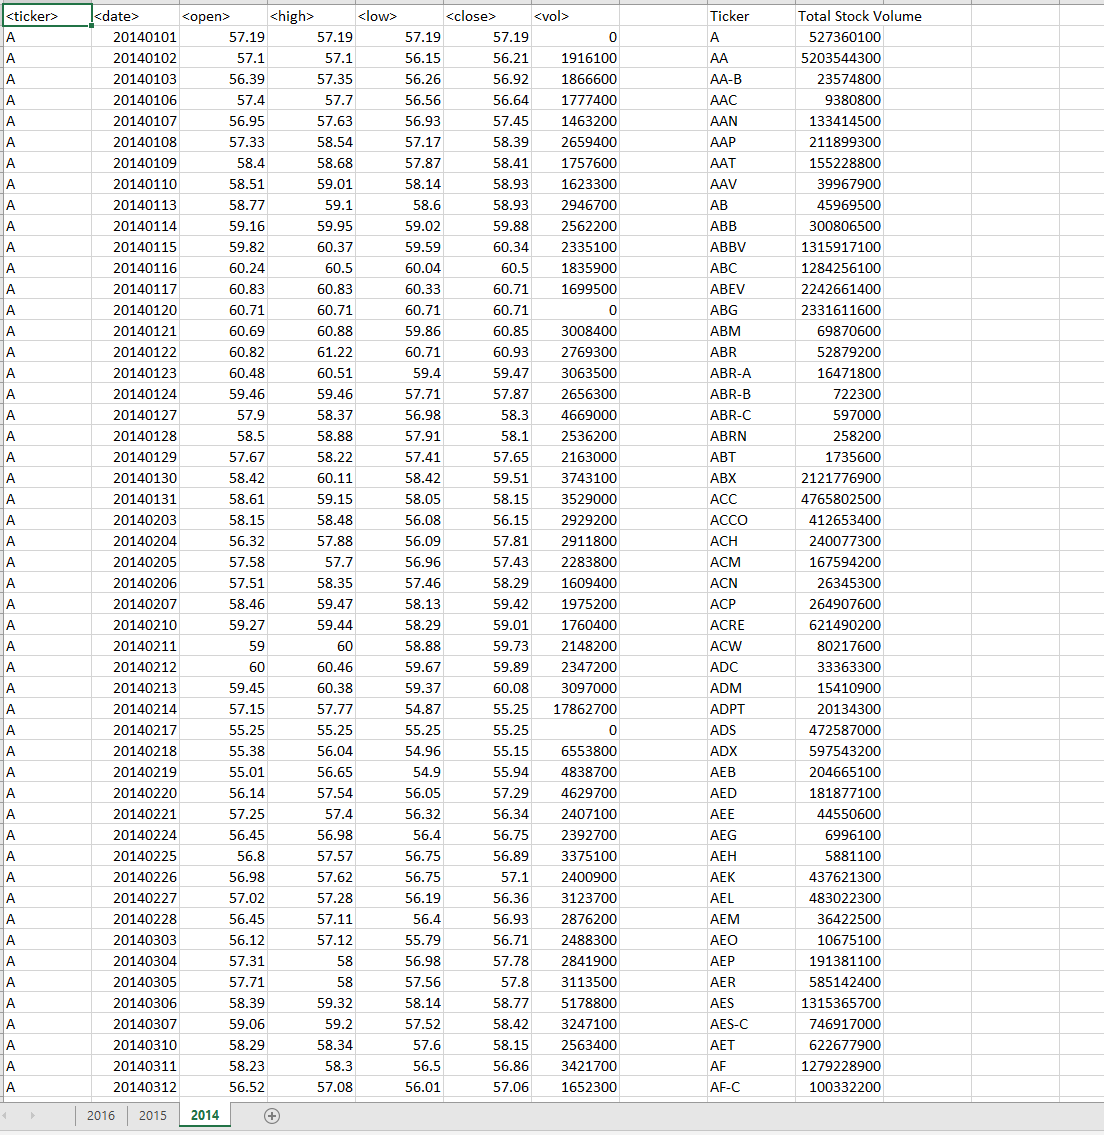 <ticker> <date> <open> <high> <low> <close> <vol> Ticker Total Stock Volume
A 20140101 57.19 57.19 57.19 57.19 0 A 527360100
A 20140102 57.1 57.1 56.15 56.21 1916100 AA 5203544300
A 20140103 56.39 57.35 56.26 56.92 1866600 AA-B 23574800
A 20140106 57.4 57.7 56.56 56.64 1777400 AAC 9380800
A 20140107 56.95 57.63 56.93 57.45 1463200 AAN 133414500
A 20140108 57.33 58.54 57.17 58.39 2659400 AAP 211899300
A 20140109 58.4 58.68 57.87 58.41 1757600 AAT 155228800
A 20140110 58.51 59.01 58.14 58.93 1623300 AAV 39967900
A 20140113 58.77 59.1 58.6 58.93 2946700 AB 45969500
A 20140114 59.16 59.95 59.02 59.88 2562200 ABB 300806500
A 20140115 59.82 60.37 59.59 60.34 2335100 ABBV 1315917100
A 20140116 60.24 60.5 60.04 60.5 1835900 ABC 1284256100
A 20140117 60.83 60.83 60.33 60.71 1699500 ABEV 2242661400
A 20140120 60.71 60.71 60.71 60.71 0 ABG 2331611600
A 20140121 60.69 60.88 59.86 60.85 3008400 ABM 69870600
A 20140122 60.82 61.22 60.71 60.93 2769300 ABR 52879200
A 20140123 60.48 60.51 59.4 59.47 3063500 ABR-A 16471800
A 20140124 59.46 59.46 57.71 57.87 2656300 ABR-B 722300
A 20140127 57.9 58.37 56.98 58.3 4669000 ABR-C 597000
A 20140128 58.5 58.88 57.91 58.1 2536200 ABRN 258200
A 20140129 57.67 58.22 57.41 57.65 2163000 ABT 1735600
A 20140130 58.42 60.11 58.42 59.51 3743100 ABX 2121776900
A 20140131 58.61 59.15 58.05 58.15 3529000 ACC 4765802500
A 20140203 58.15 58.48 56.08 56.15 2929200 ACCO 412653400
A 20140204 56.32 57.88 56.09 57.81 2911800 ACH 240077300
A 20140205 57.58 57.7 56.96 57.43 2283800 ACM 167594200
A 20140206 57.51 58.35 57.46 58.29 1609400 ACN 26345300
A 20140207 58.46 59.47 58.13 59.42 1975200 ACP 264907600
A 20140210 59.27 59.44 58.29 59.01 1760400 ACRE 621490200
A 20140211 59 60 58.88 59.73 2148200 ACW 80217600
A 20140212 60 60.46 59.67 59.89 2347200 ADC 33363300
A 20140213 59.45 60.38 59.37 60.08 3097000 ADM 15410900
A 20140214 57.15 57.77 54.87 55.25 17862700 ADPT 20134300
A 20140217 55.25 55.25 55.25 55.25 0 ADS 472587000
A 20140218 55.38 56.04 54.96 55.15 6553800 ADX 597543200
A 20140219 55.01 56.65 54.9 55.94 4838700 AEB 204665100
A 20140220 56.14 57.54 56.05 57.29 4629700 AED 181877100
A 20140221 57.25 57.4 56.32 56.34 2407100 AEE 44550600
A 20140224 56.45 56.98 56.4 56.75 2392700 AEG 6996100
A 20140225 56.8 57.57 56.75 56.89 3375100 AEH 5881100
A 20140226 56.98 57.62 56.75 57.1 2400900 AEK 437621300
A 20140227 57.02 57.28 56.19 56.36 3123700 AEL 483022300
A 20140228 56.45 57.11 56.4 56.93 2876200 AEM 36422500
A 20140303 56.12 57.12 55.79 56.71 2488300 AEO 10675100
A 20140304 57.31 58 56.98 57.78 2841900 AEP 191381100
A 20140305 57.71 58 57.56 57.8 3113500 AER 585142400
A 20140306 58.39 59.32 58.14 58.77 5178800 AES 1315365700
A 20140307 59.06 59.2 57.52 58.42 3247100 AES-C 746917000
A 20140310 58.29 58.34 57.6 58.15 2563400 AET 622677900
A 20140311 58.23 58.3 56.5 56.86 3421700 AF 1279228900
A 20140312 56.52 57.08 56.01 57.06 1652300 AF-C 100332200
2016 2015 2014